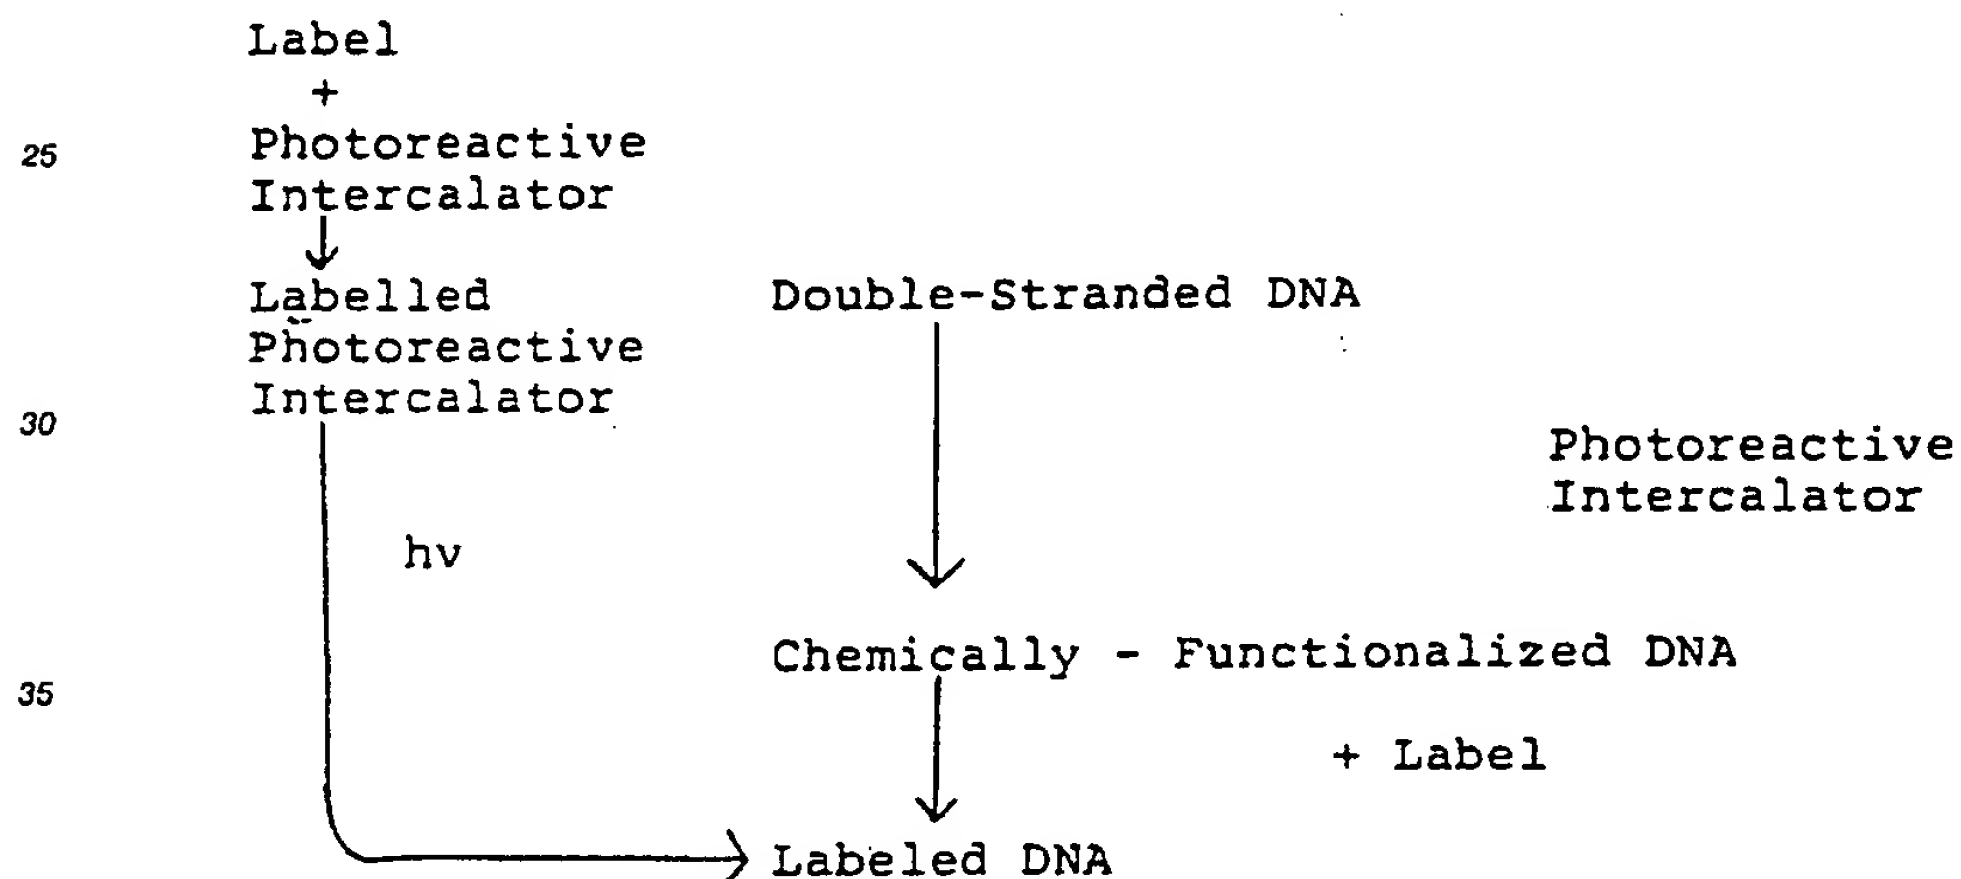 Label
+
25
Photoreactive
Intercalator
Labelled
Photoreactive
Intercalator
Double-Stranded DNA
30
Photoreactive
Intercalator
hν
Chemically - Functionalized DNA
35
+ Label
Labeled DNA